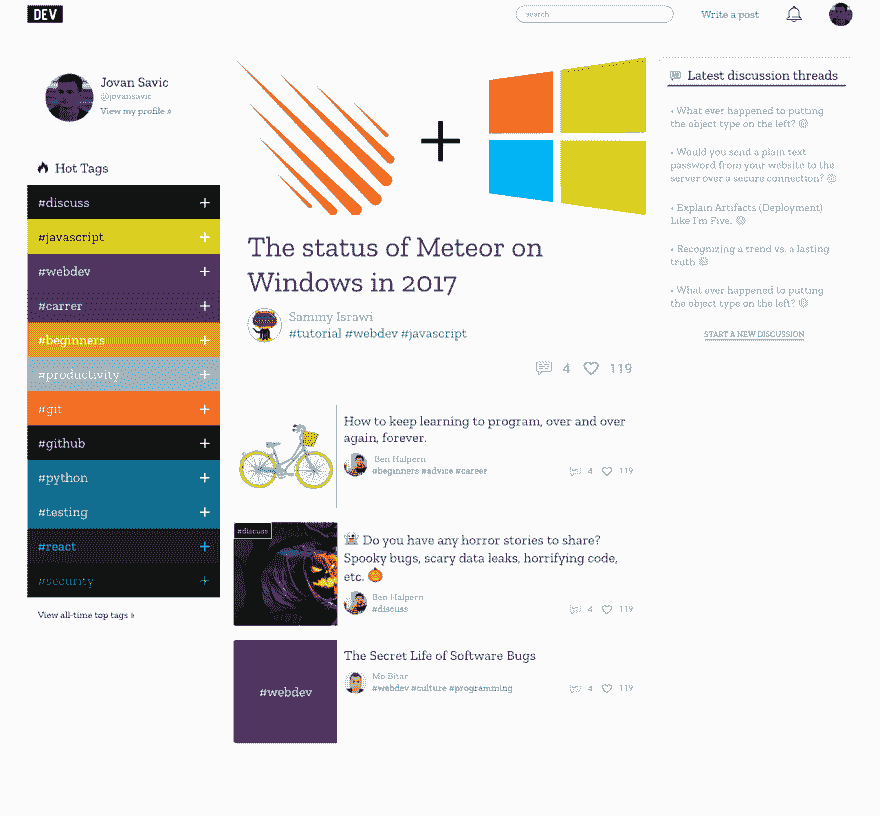 DEV
search
Write a post
Jovan Savic
@jovansavic
View my profile »
Hot Tags
#discuss +
#javascript +
#webdev +
#carrer +
#beginners +
#productivity +
#git +
#github +
#python +
#testing +
#react +
#security +
View all-time top tags »
The status of Meteor on
Windows in 2017
Sammy Israwi
#tutorial #webdev #javascript
4 119
How to keep learning to program, over and over
again, forever.
Ben Halpern
#beginners #advice #career
4 119
#discuss
Do you have any horror stories to share?
Spooky bugs, scary data leaks, horrifying code,
etc.
Ben Halpern
#discuss
4 119
#webdev
The Secret Life of Software Bugs
Mo Bitar
#webdev #culture #programming
4 119
Latest discussion threads
• What ever happened to putting
the object type on the left?
• Would you send a plain text
password from your website to the
server over a secure connection?
• Explain Artifacts (Deployment)
Like I'm Five.
• Recognizing a trend vs. a lasting
truth
• What ever happened to putting
the object type on the left?
START A NEW DISCUSSION